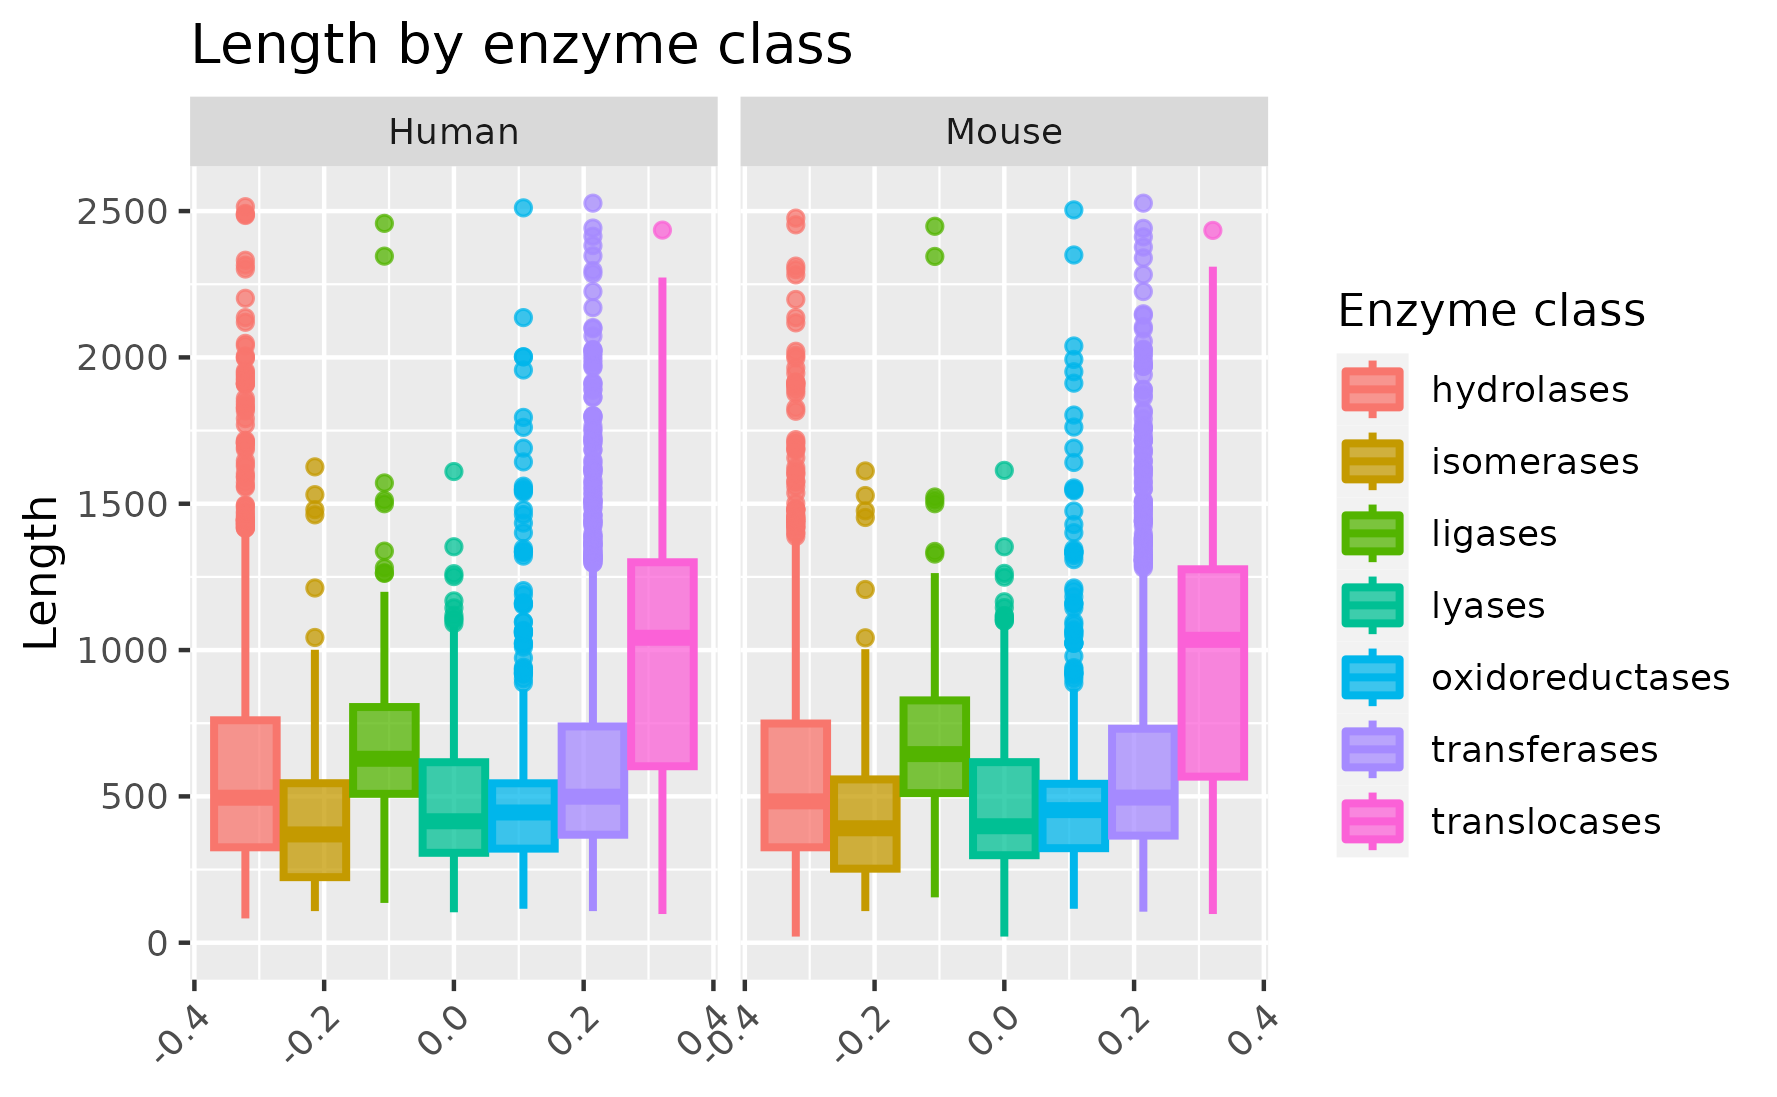 Length by enzyme class
Human
Mouse
Length
2500
2000
1500
1000
500
0
-0.4
-0.2
0.0
0.2
0.4
-0.4
-0.2
0.0
0.2
0.4
Enzyme class
hydrolases
isomerases
ligases
lyases
oxidoreductases
transferases
translocases